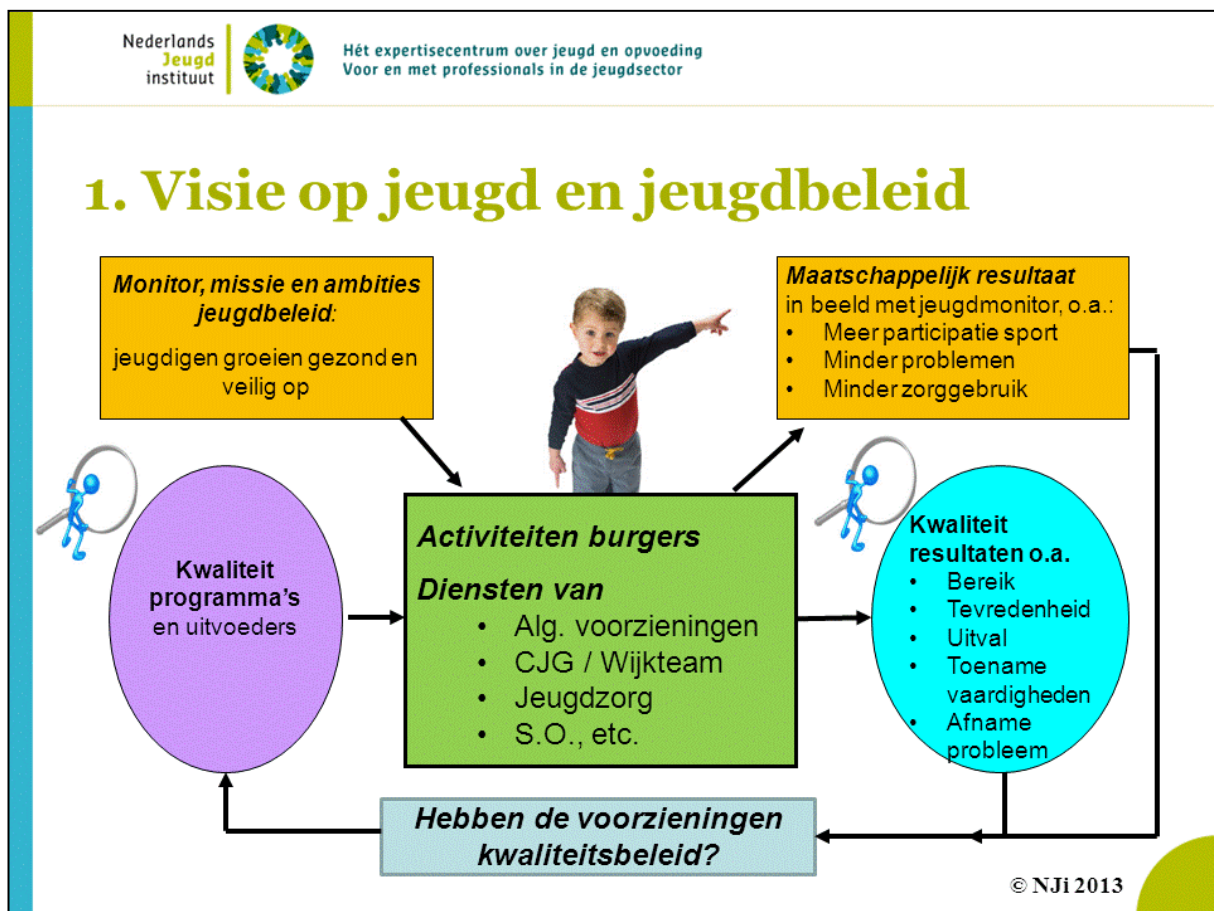 Nederlands
Jeugd
instituut
Hét expertisecentrum over jeugd en opvoeding
Voor en met professionals in de jeugdsector
1. Visie op jeugd en jeugdbeleid
Monitor, missie en ambities
jeugdbeleid:
jeugdigen groeien gezond en
veilig op
Maatschappelijk resultaat
in beeld met jeugdmonitor, o.a.:
• Meer participatie sport
• Minder problemen
• Minder zorggebruik
Kwaliteit
programma's
en uitvoeders
Activiteiten burgers
Diensten van
• Alg. voorzieningen
• CJG / Wijkteam
• Jeugdzorg
• S.O., etc.
Kwaliteit
resultaten o.a.
• Bereik
• Tevredenheid
• Uitval
• Toename
vaardigheden
• Afname
probleem
Hebben de voorzieningen
kwaliteitsbeleid?
© NJi 2013